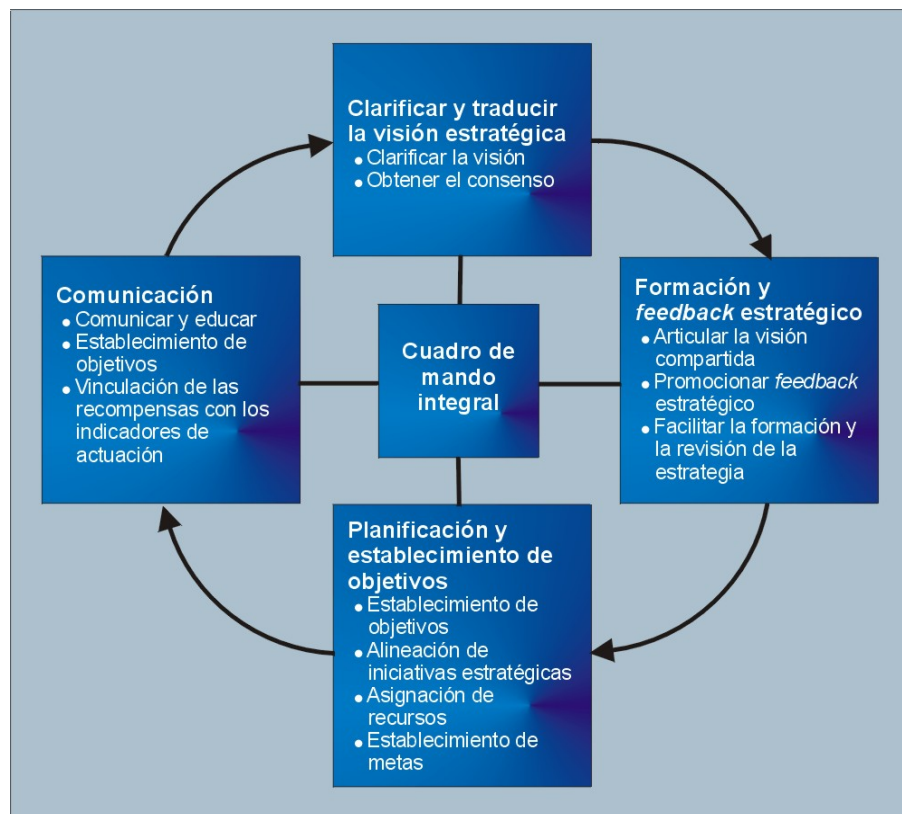 Clarificar y traducir
la visión estratégica
• Clarificar la visión
• Obtener el consenso
Comunicación
• Comunicar y educar
• Establecimiento de
objetivos
• Vinculación de las
recompensas con los
indicadores de
actuación
Cuadro de
mando
integral
Formación y
feedback estratégico
• Articular la visión
compartida
• Promocionar feedback
estratégico
• Facilitar la formación y
la revisión de la
estrategia
Planificación y
establecimiento de
objetivos
• Establecimiento de
objetivos
• Alineación de
iniciativas estratégicas
• Asignación de
recursos
• Establecimiento de
metas